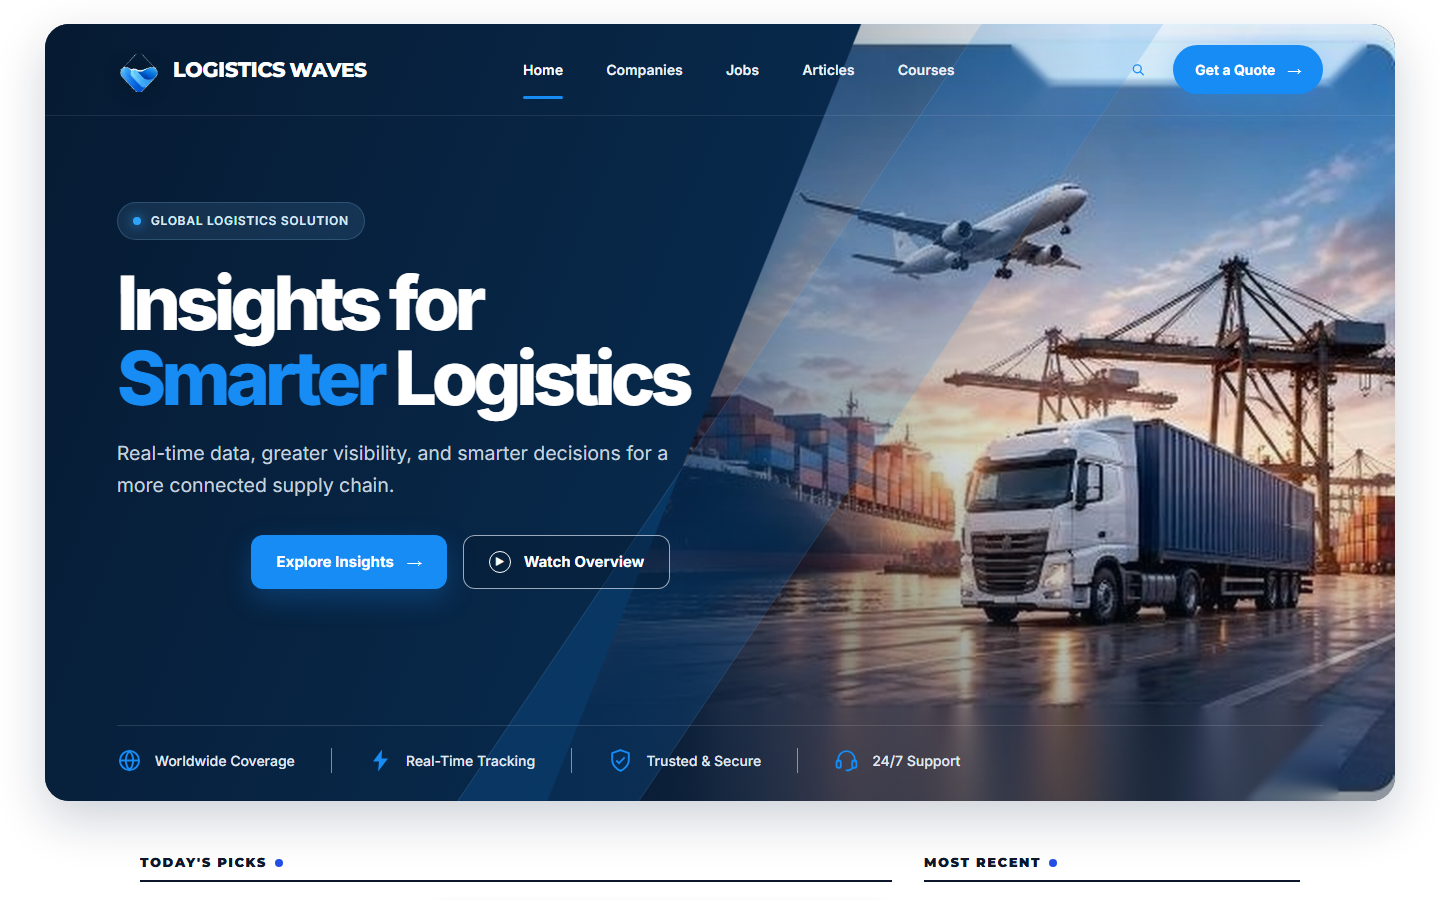 LOGISTICS WAVES
Home
Companies
Jobs
Articles
Courses
Get a Quote →
GLOBAL LOGISTICS SOLUTION
Insights for
Smarter Logistics
Real-time data, greater visibility, and smarter decisions for a
more connected supply chain.
Explore Insights →
Watch Overview
Worldwide Coverage
Real-Time Tracking
Trusted & Secure
24/7 Support
TODAY'S PICKS
MOST RECENT